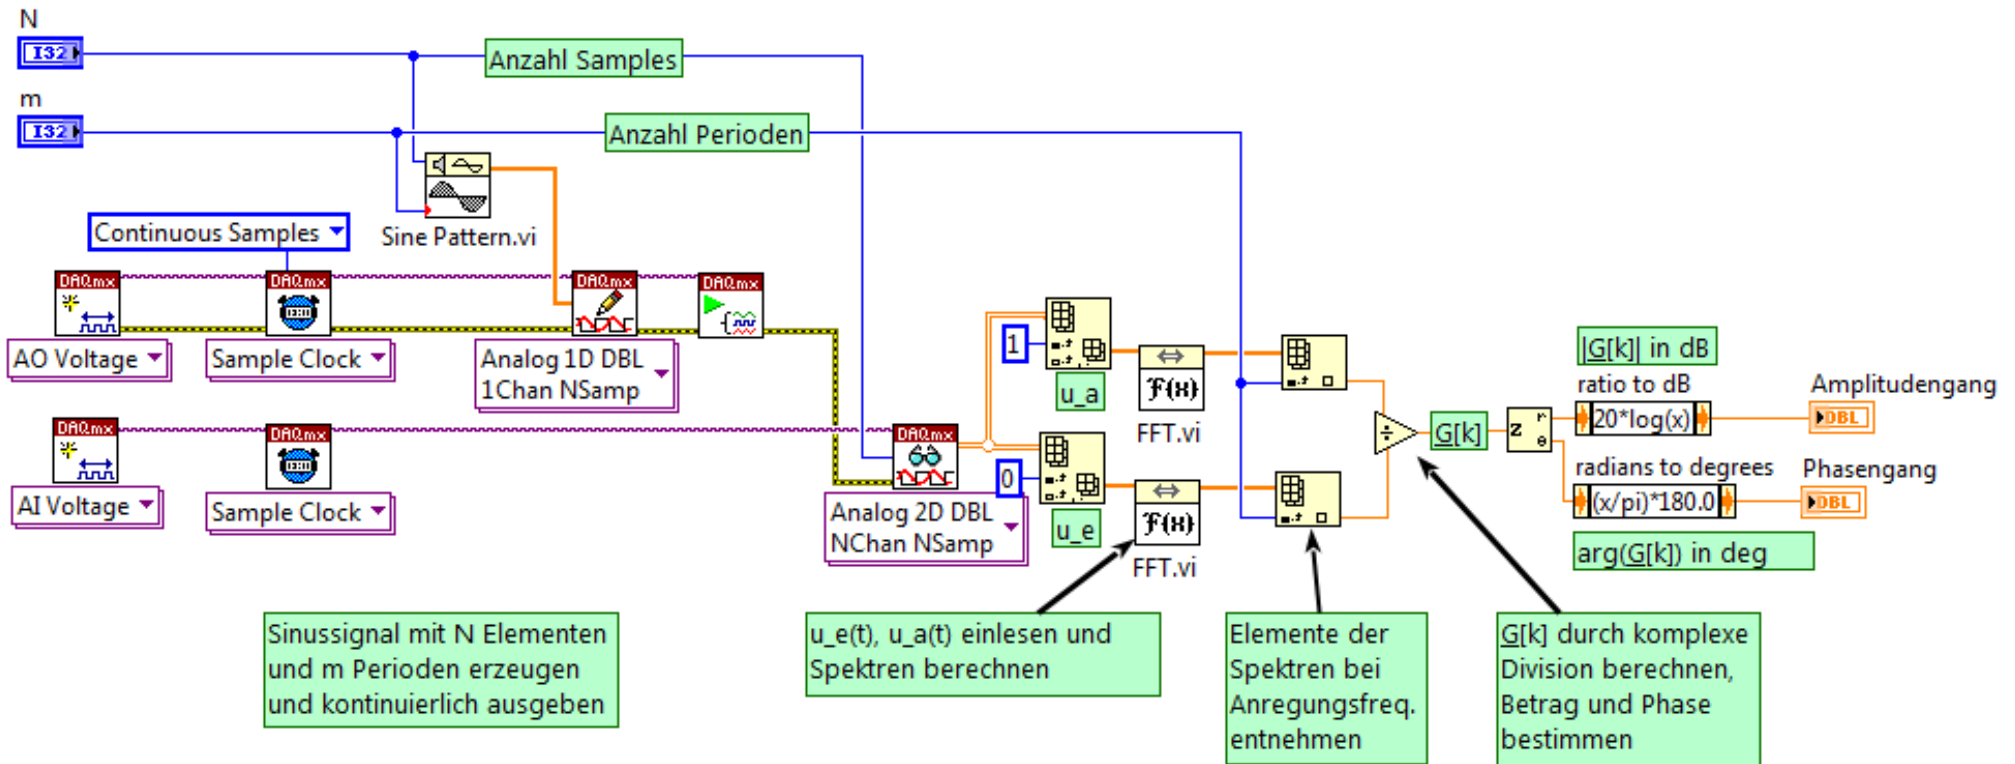 N
I32
Anzahl Samples
m
I32
Anzahl Perioden
Continuous Samples
Sine Pattern.vi
DAQmx
DAQmx
DAQmx
DAQmx
AO Voltage
Sample Clock
Analog 1D DBL
1Chan NSamp
1
u_a
F(x)
FFT.vi
|G[k]| in dB
ratio to dB
20*log(x)
Amplitudengang
DBL
DAQmx
DAQmx
DAQmx
AI Voltage
Sample Clock
Analog 2D DBL
NChan NSamp
0
u_e
F(x)
FFT.vi
÷
G[k]
z
r
θ
radians to degrees
(x/pi)*180.0
Phasengang
DBL
arg(G[k]) in deg
Sinussignal mit N Elementen
und m Perioden erzeugen
und kontinuierlich ausgeben
u_e(t), u_a(t) einlesen und
Spektren berechnen
Elemente der
Spektren bei
Anregungsfreq.
entnehmen
G[k] durch komplexe
Division berechnen,
Betrag und Phase
bestimmen